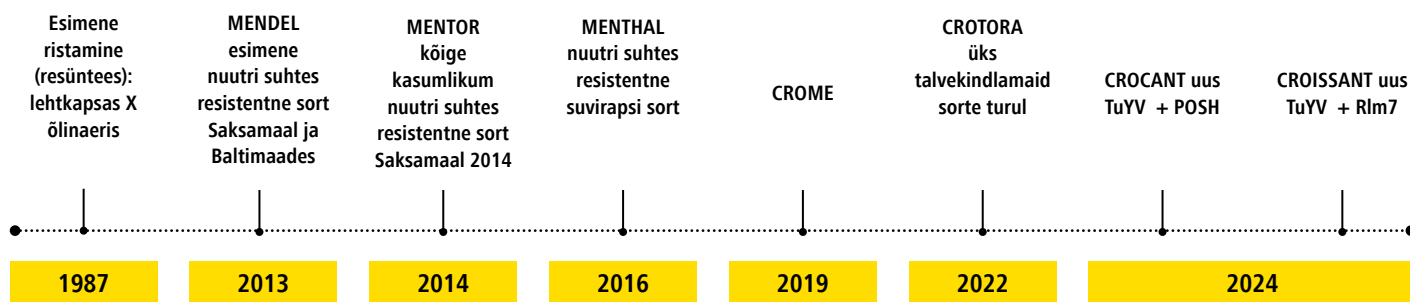 Esimene
ristamine
(resüntees):
lehtkapsas X
õlinaeris
MENDEL
esimene
nuutri suhtes
resistentne sort
Saksamaal ja
Baltimaades
MENTOR
kõige
kasumlikum
nuutri suhtes
resistentne sort
Saksamaal 2014
MENTHAL
nuutri suhtes
resistentne
suvirapsi sort
CROME
CROTORA
üks
talvekindlamaid
sorte turul
CROCANT uus
TuYV + POSH
CROISSANT uus
TuYV + Rlm7
1987
2013
2014
2016
2019
2022
2024